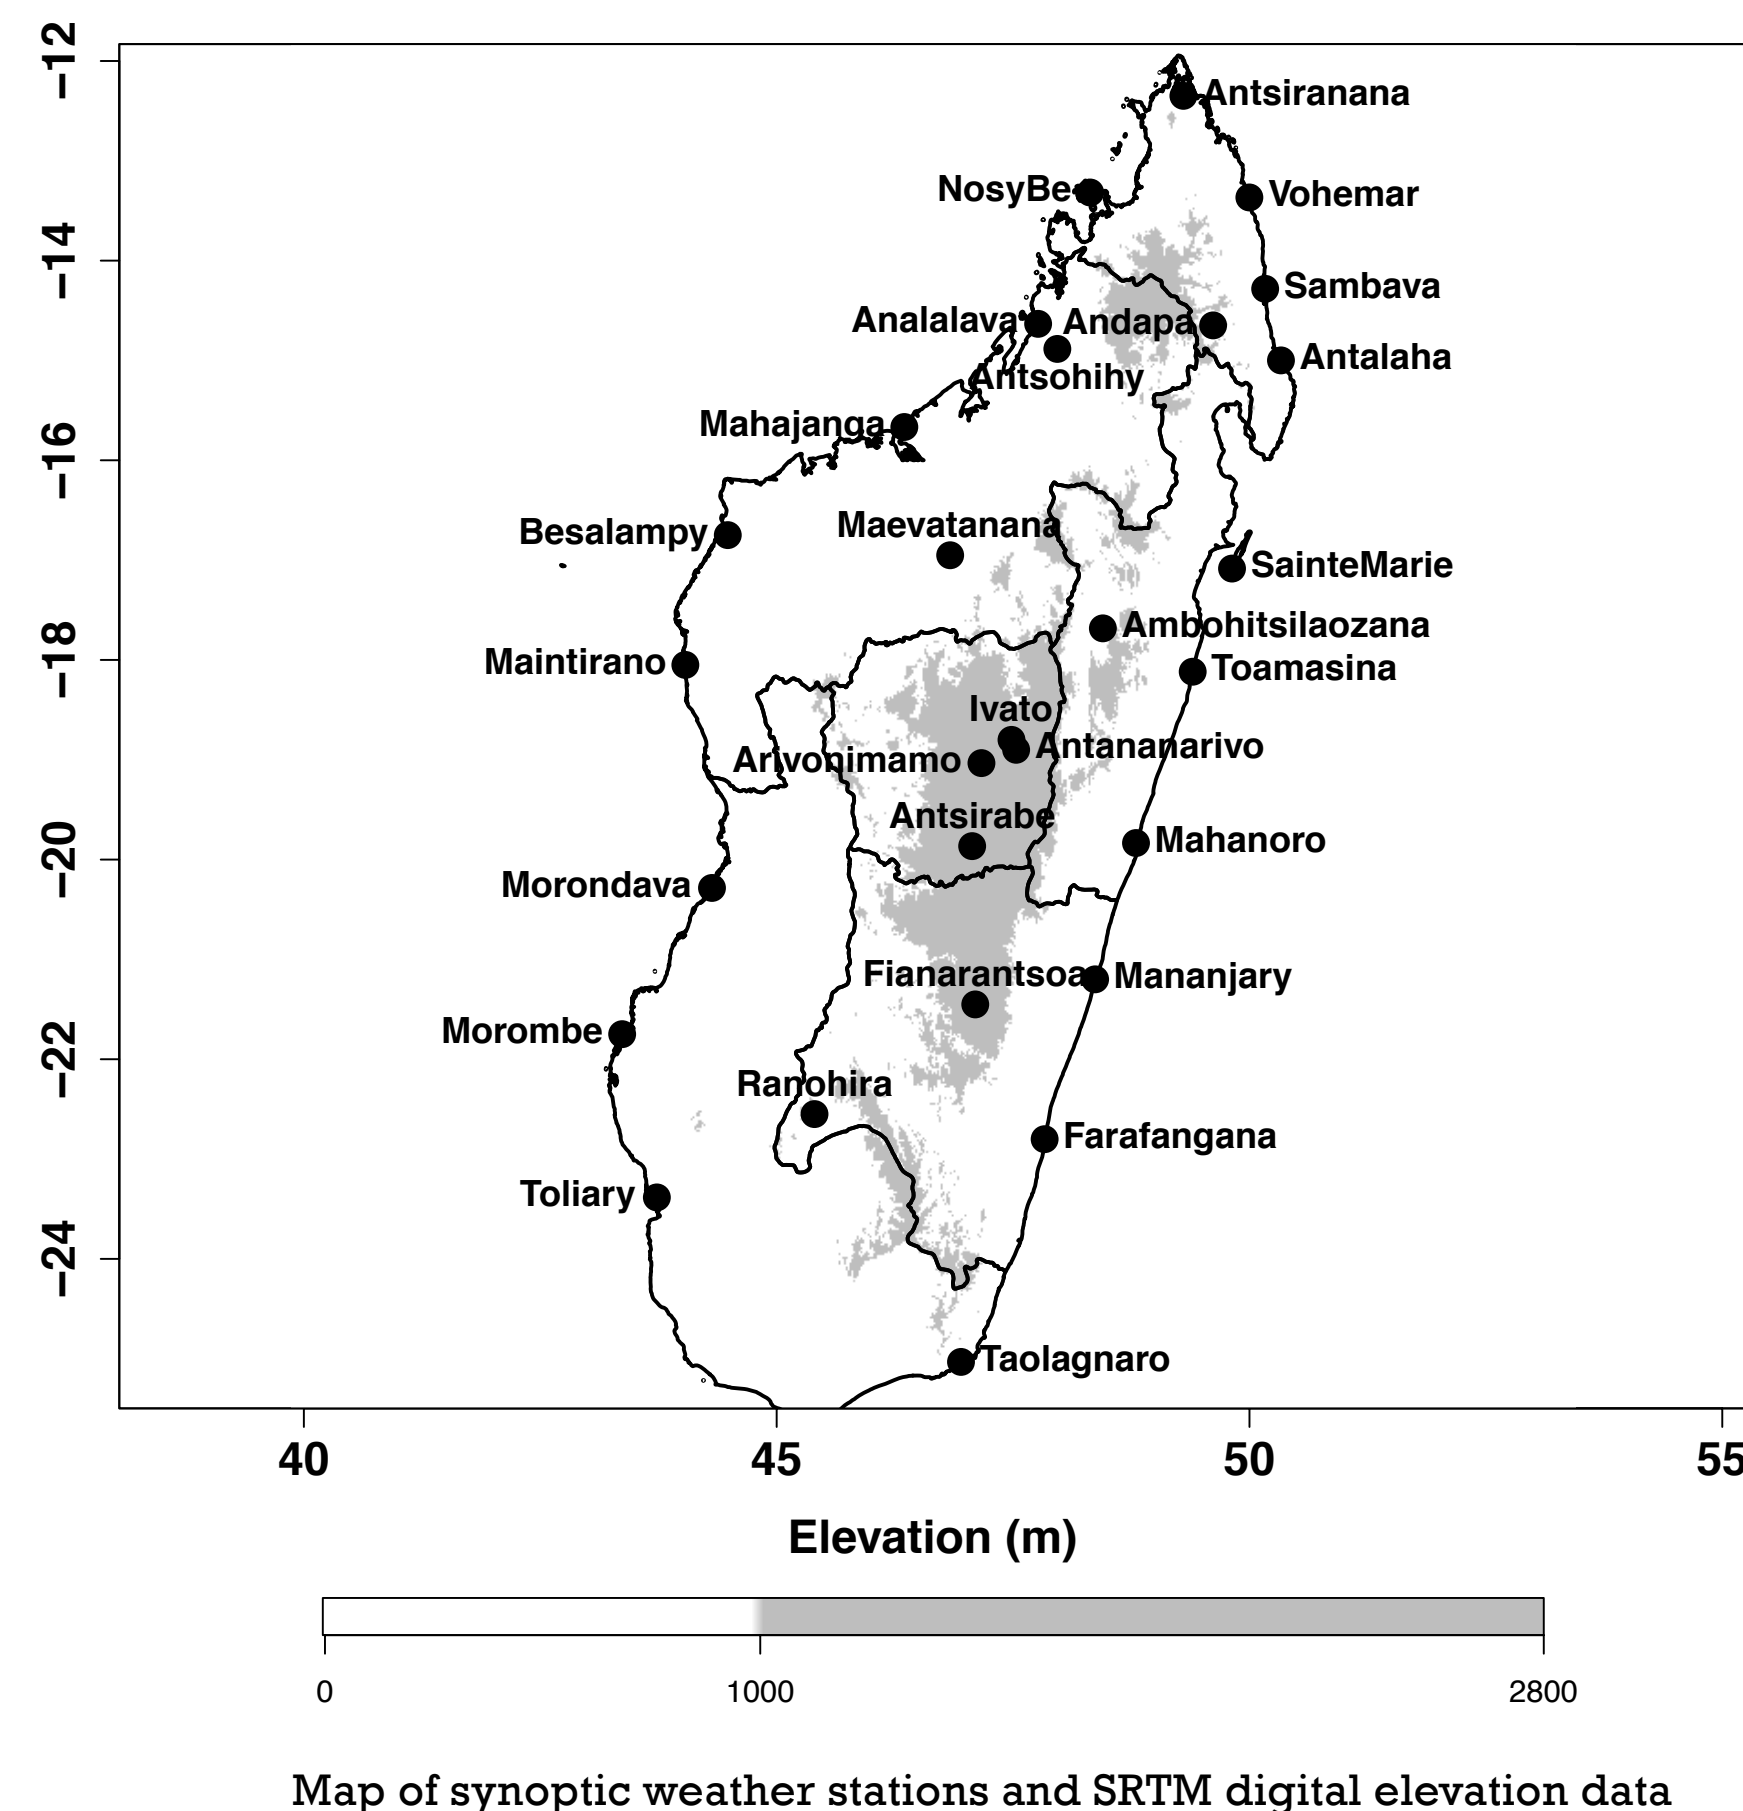 −12
Antsiranana
NosyBe
Vohemar
−14
Sambava
Analalava
Andapa
Antalaha
Antsohihy
Mahajanga
−16
Besalampy
Maevatanana
SainteMarie
Ambohitsilaozana
−18
Maintirano
Toamasina
Ivato
Arivonimamo
Antananarivo
Antsirabe
−20
Mahanoro
Morondava
Fianarantsoa
Mananjary
Morombe
−22
Ranohira
Farafangana
Toliary
−24
Taolagnaro
40 45 50 55
Elevation (m)
0 1000 2800
Map of synoptic weather stations and SRTM digital elevation data